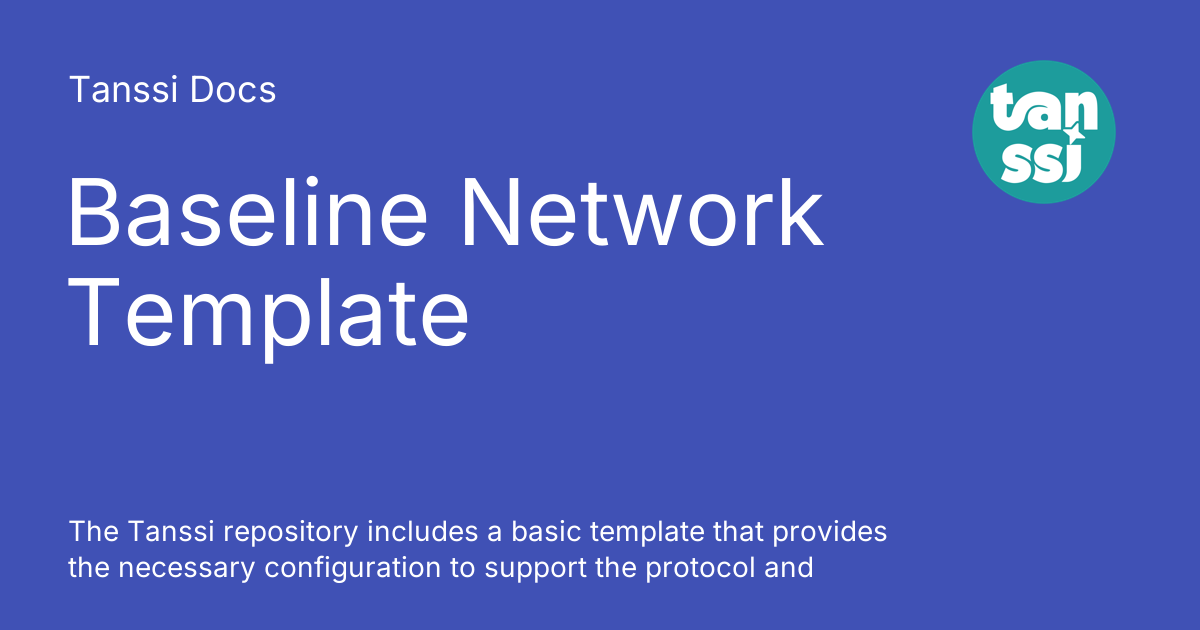 Tanssi Docs
tan
ssi
Baseline Network
Template
The Tanssi repository includes a basic template that provides
the necessary configuration to support the protocol and